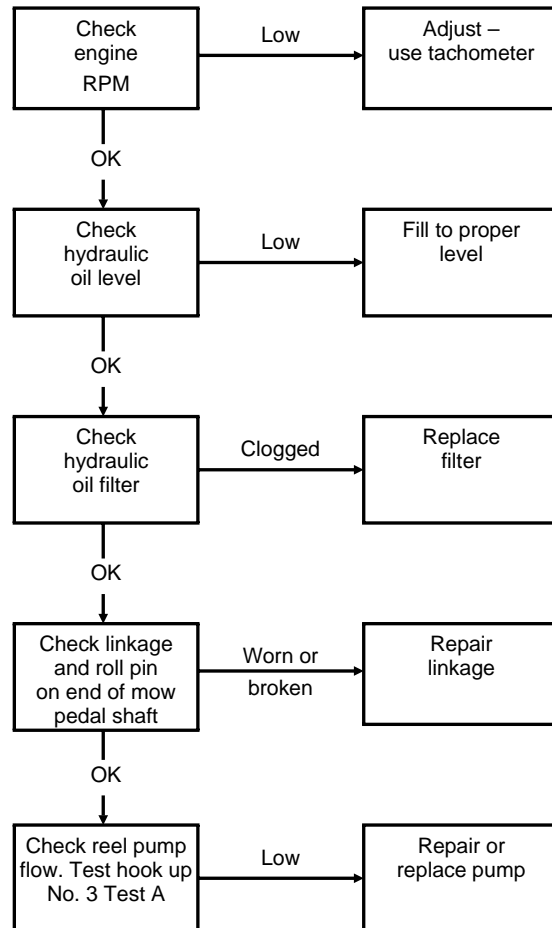 Check
engine
RPM
Low
Adjust –
use tachometer
OK
Check
hydraulic
oil level
Low
Fill to proper
level
OK
Check
hydraulic
oil filter
Clogged
Replace
filter
OK
Check linkage
and roll pin
on end of mow
pedal shaft
Worn or
broken
Repair
linkage
OK
Check reel pump
flow. Test hook up
No. 3 Test A
Low
Repair or
replace pump